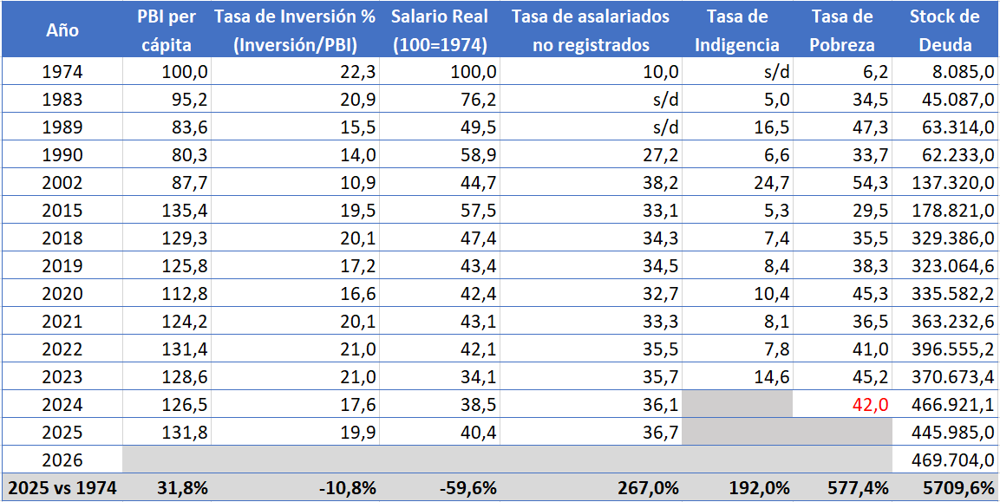 Año PBI per cápita Tasa de Inversión % (Inversión/PBI) Salario Real (100=1974) Tasa de asalariados no registrados Tasa de Indigencia Tasa de Pobreza Stock de Deuda
1974 100,0 22,3 100,0 10,0 s/d 6,2 8.085,0
1983 95,2 20,9 76,2 s/d 5,0 34,5 45.087,0
1989 83,6 15,5 49,5 s/d 16,5 47,3 63.314,0
1990 80,3 14,0 58,9 27,2 6,6 33,7 62.233,0
2002 87,7 10,9 44,7 38,2 24,7 54,3 137.320,0
2015 135,4 19,5 57,5 33,1 5,3 29,5 178.821,0
2018 129,3 20,1 47,4 34,3 7,4 35,5 329.386,0
2019 125,8 17,2 43,4 34,5 8,4 38,3 323.064,6
2020 112,8 16,6 42,4 32,7 10,4 45,3 335.582,2
2021 124,2 20,1 43,1 33,3 8,1 36,5 363.232,6
2022 131,4 21,0 42,1 35,5 7,8 41,0 396.555,2
2023 128,6 21,0 34,1 35,7 14,6 45,2 370.673,4
2024 126,5 17,6 38,5 36,1 42,0 466.921,1
2025 131,8 19,9 40,4 36,7 445.985,0
2026 469.704,0
2025 vs 1974 31,8% -10,8% -59,6% 267,0% 192,0% 577,4% 5709,6%